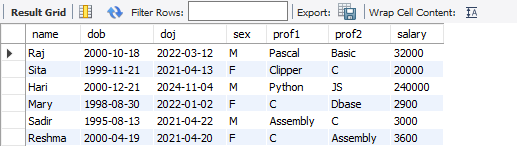 Result Grid Filter Rows: Export: Wrap Cell Content:
name dob doj sex prof1 prof2 salary
Raj 2000-10-18 2022-03-12 M Pascal Basic 32000
Sita 1999-11-21 2021-04-13 F Clipper C 20000
Hari 2000-12-21 2024-11-04 M Python JS 240000
Mary 1998-08-30 2022-01-02 F C Dbase 2900
Sadir 1995-08-13 2021-04-22 M Assembly C 3000
Reshma 2000-04-19 2021-04-20 F C Assembly 3600